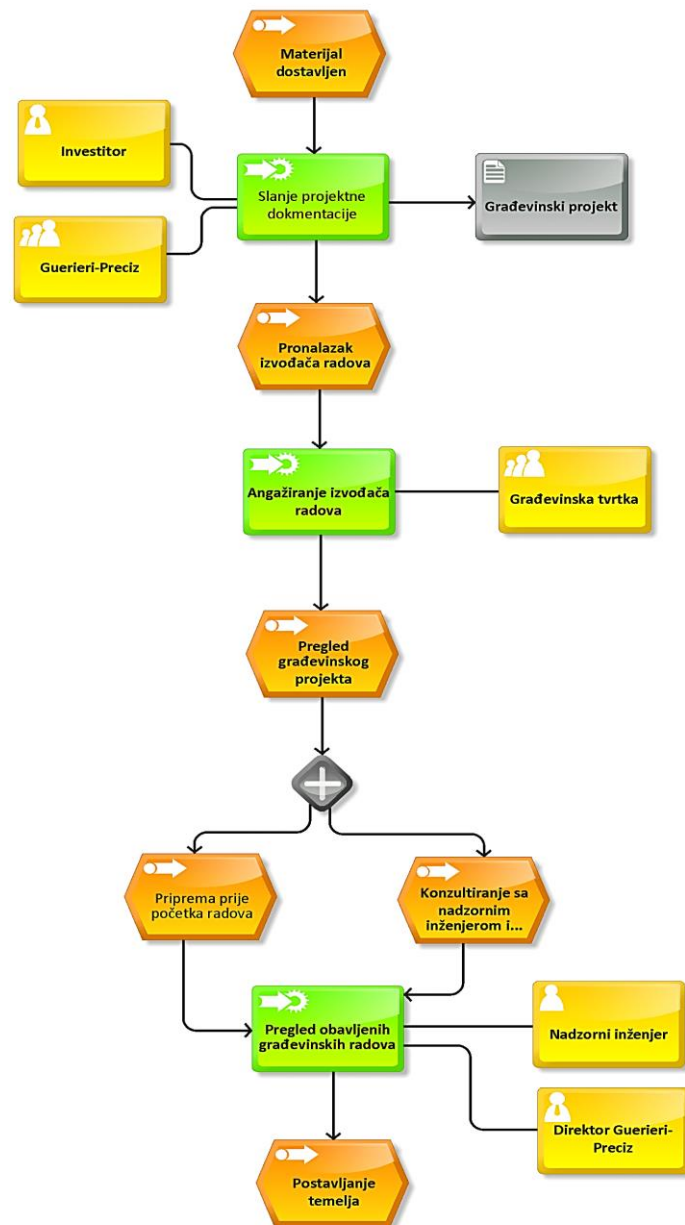 Materijal
dostavljen
Investitor
Slanje projektne
dokmentacije
Građevinski projekt
Guerieri-Preciz
Pronalazak
izvođača radova
Angažiranje izvođača
radova
Građevinska tvrtka
Pregled
građevinskog
projekta
Priprema prije
početka radova
Konzultiranje sa
nadzornim
inženjerom i...
Pregled obavljenih
građevinskih radova
Nadzorni inženjer
Direktor Guerieri-
Preciz
Postavljanje
temelja